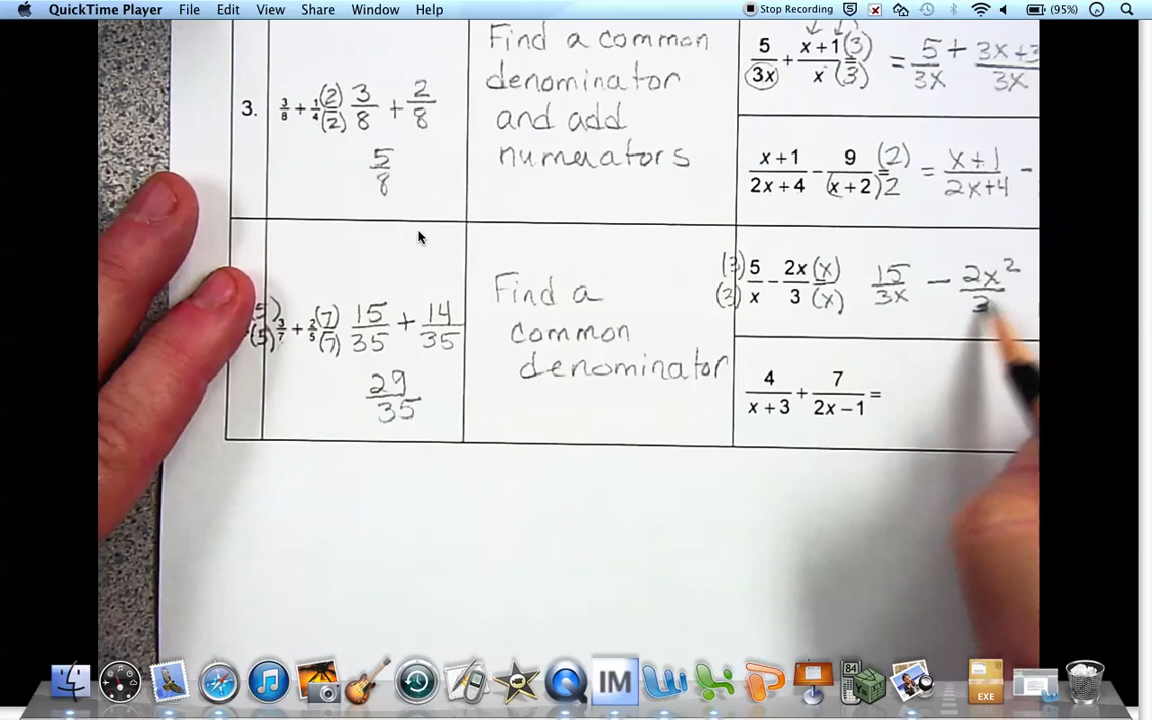 QuickTime Player File Edit View Share Window Help Stop Recording (95%)
3.
3/8 + 1/4 (2)/(2) 3/8 + 2/8
5/8
Find a common
denominator
and add
numerators
5/3x + x+1/x (3)/(3) = 5/3x + 3x+3/3x
x+1/2x+4 − 9/(x+2) (2)/2 = = x+1/2x+4 −
(5)/(5) 3/7 + 2/5 (7)/(7) 15/35 + 14/35
29/35
Find a
common
denominator
(3)/(3) 5/x − 2x/3 (x)/(x) 15/3x − 2x²/3
4/x+3 + 7/2x−1 =
IM
84
EXE